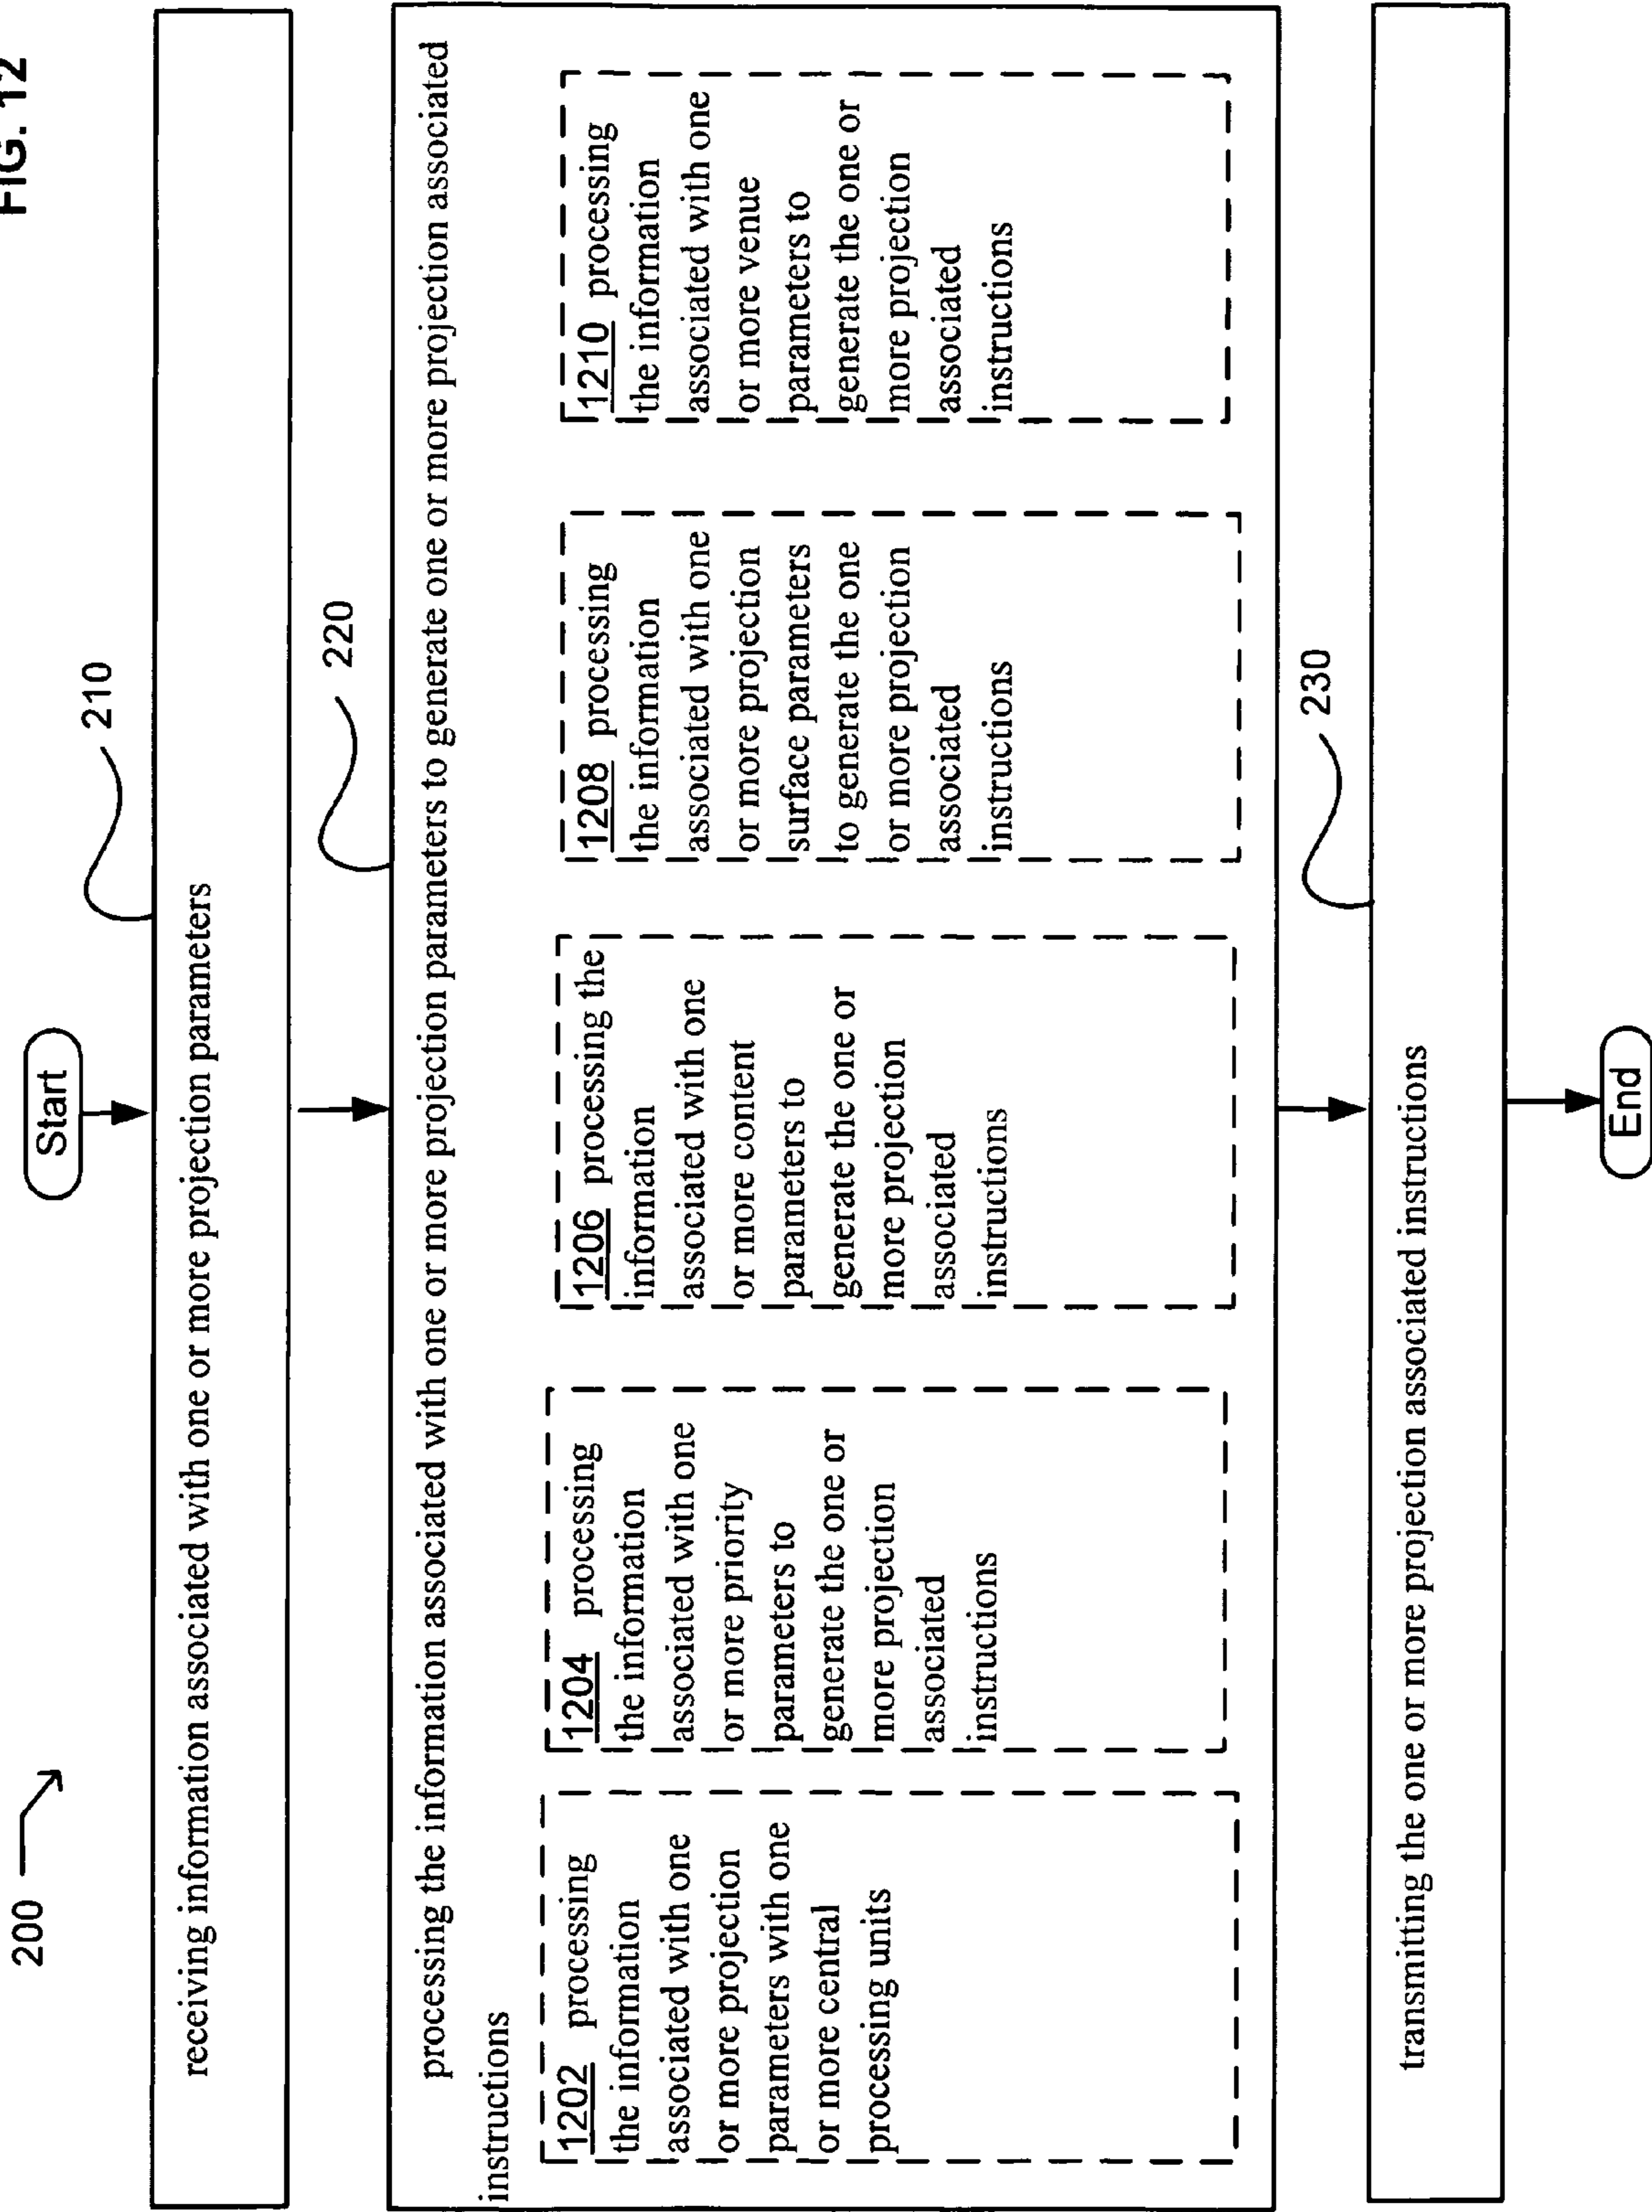 FIG. 12
200
Start
210
receiving information associated with one or more projection parameters
220
processing the information associated with one or more projection parameters to generate one or more projection associated
instructions
1202 processing
the information
associated with one
or more projection
parameters with one
or more central
processing units
1204 processing
the information
associated with one
or more priority
parameters to
generate the one or
more projection
associated
instructions
1206 processing the
information
associated with one
or more content
parameters to
generate the one or
more projection
associated
instructions
1208 processing
the information
associated with one
or more projection
surface parameters
to generate the one
or more projection
associated
instructions
1210 processing
the information
associated with one
or more venue
parameters to
generate the one or
more projection
associated
instructions
230
transmitting the one or more projection associated instructions
End